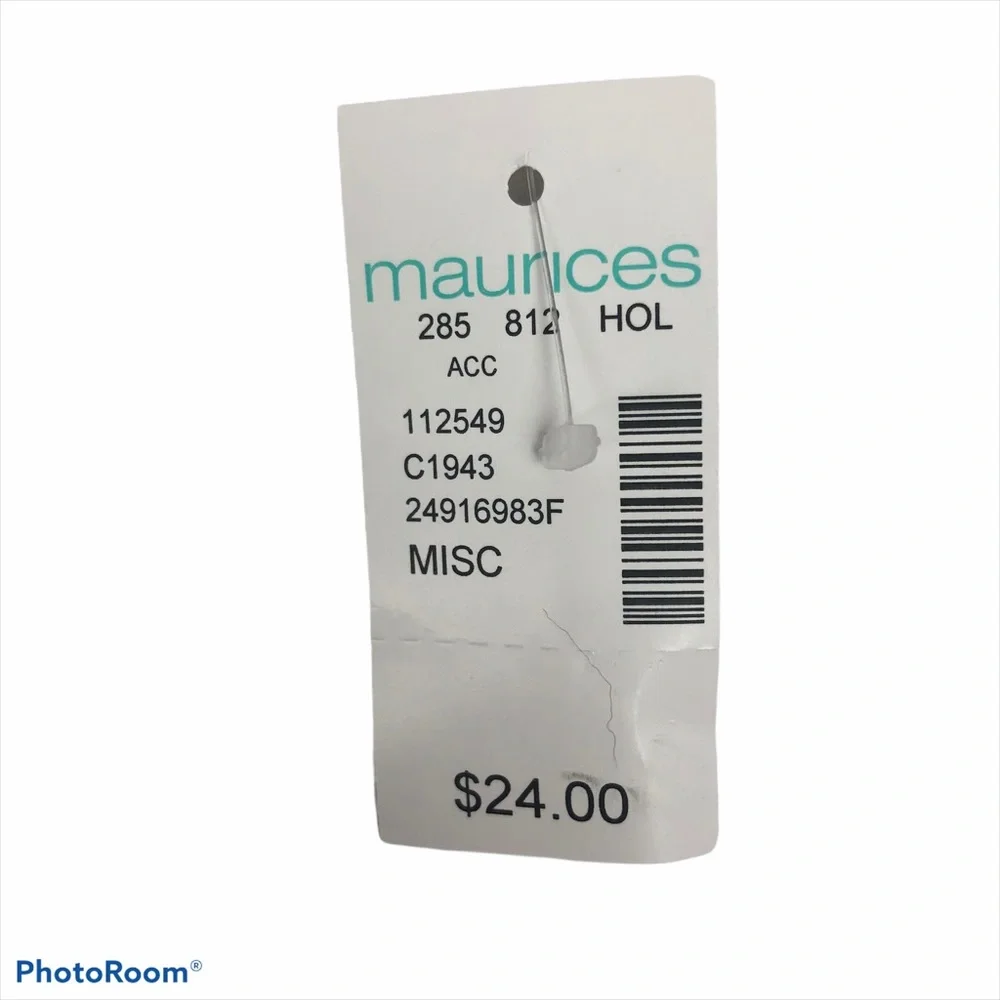 maurices
285 812 HOL
ACC
112549
C1943
24916983F
MISC
$24.00
PhotoRoom®